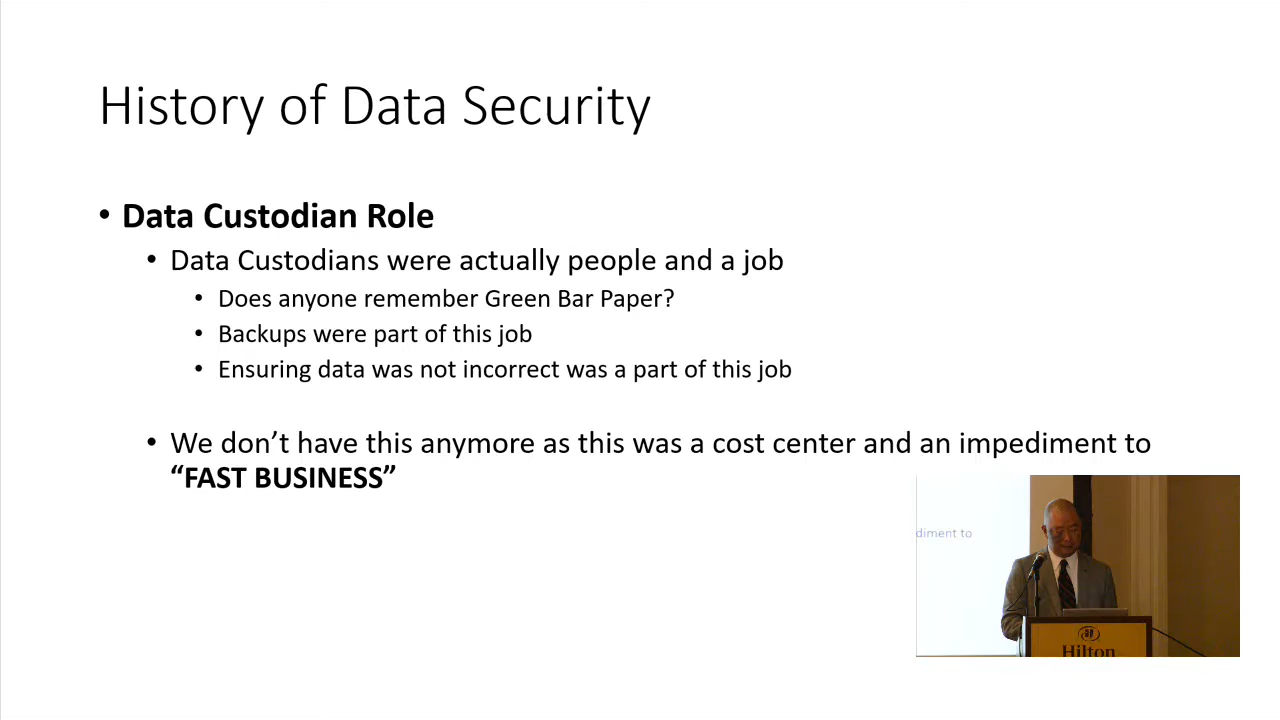 History of Data Security
• Data Custodian Role
• Data Custodians were actually people and a job
• Does anyone remember Green Bar Paper?
• Backups were part of this job
• Ensuring data was not incorrect was a part of this job
• We don’t have this anymore as this was a cost center and an impediment to
“FAST BUSINESS”
diment to
Hilton